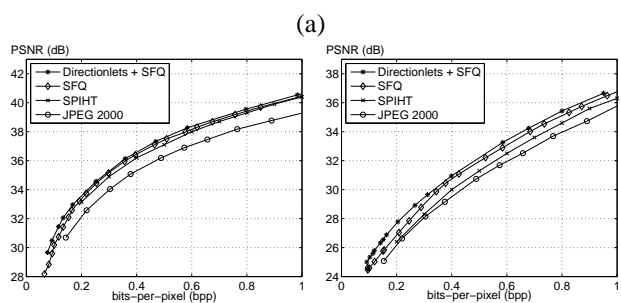 (a)
PSNR (dB)
42
40
38
36
34
32
30
28
0
0.2
0.4
0.6
0.8
1
bits-per-pixel (bpp)
Directionlets + SFQ
SFQ
SPIHT
JPEG 2000
PSNR (dB)
38
36
34
32
30
28
26
24
0
0.2
0.4
0.6
0.8
1
bits-per-pixel (bpp)
Directionlets + SFQ
SFQ
SPIHT
JPEG 2000